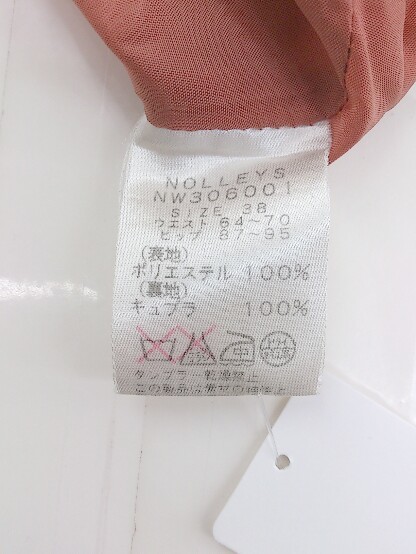 NOLLEYS
NW306001
SIZE 38
ウエスト 64~70
ヒップ 87~95
(表地)
ポリエステル 100%
(裏地)
キュプラ 100%
タンブラー乾燥禁止